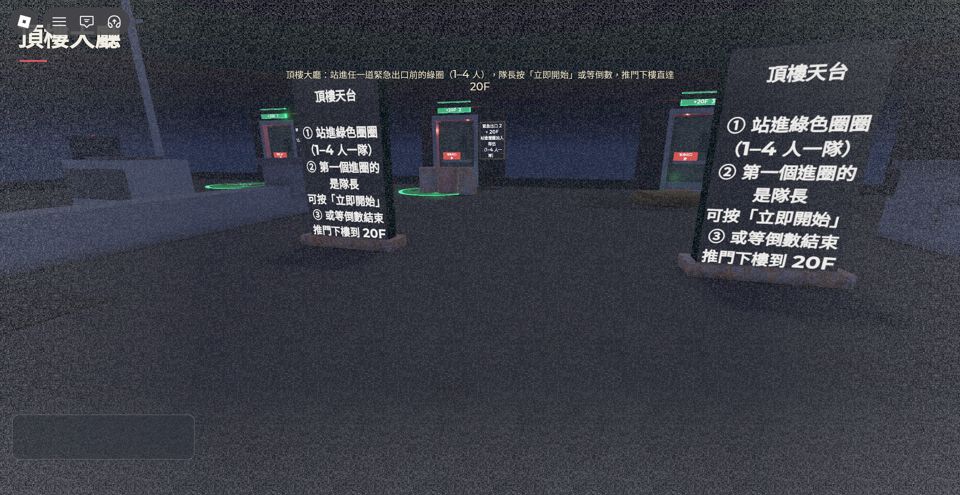 頂樓大廳
頂樓大廳：站進任一道緊急出口前的綠圈（1–4 人），隊長按「立即開始」或等倒數，推門下樓直達
20F
頂樓天台
① 站進綠色圈圈
（1–4 人一隊）
② 第一個進圈的
是隊長
可按「立即開始」
③ 或等倒數結束
推門下樓到 20F
緊急出口 2
頂樓天台
① 站進綠色圈圈
（1–4 人一隊）
② 第一個進圈的
是隊長
可按「立即開始」
③ 或等倒數結束
推門下樓到 20F